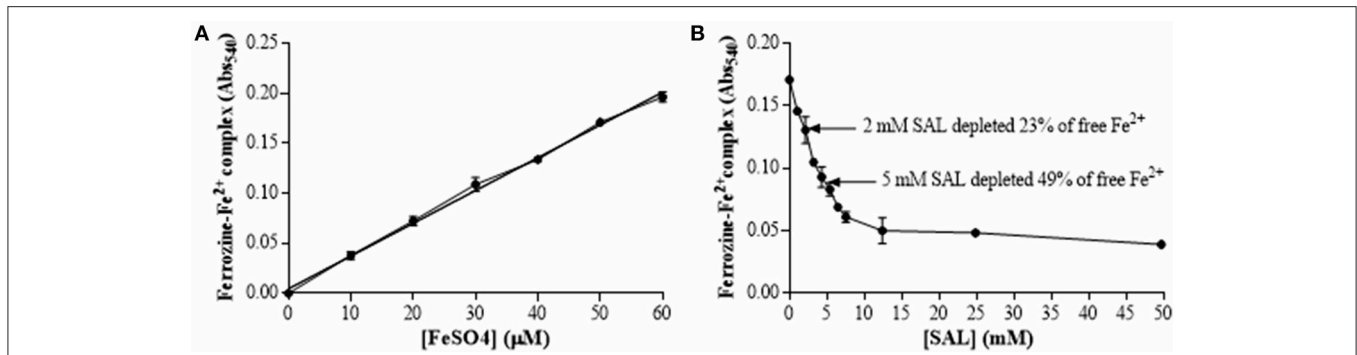 A
Ferrozine-Fe2+ complex (Abs540)
0.25
0.20
0.15
0.10
0.05
0.00
0 10 20 30 40 50 60
[FeSO4] (μM)
B
Ferrozine-Fe2+complex (Abs540)
0.20
0.15
0.10
0.05
0.00
2 mM SAL depleted 23% of free Fe2+
5 mM SAL depleted 49% of free Fe2+
0 5 10 15 20 25 30 35 40 45 50
[SAL] (mM)